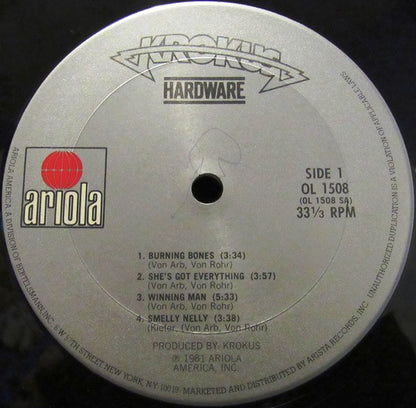 KROKUS
HARDWARE
ariola
SIDE 1
OL 1508
(OL 1508 SA)
33⅓ RPM
1. BURNING BONES (3:34)
(Von Arb, Von Rohr)
2. SHE'S GOT EVERYTHING (3:57)
(Von Arb, Von Rohr)
3. WINNING MAN (5:33)
(Von Arb, Von Rohr)
4. SMELLY NELLY (3:38)
(Kiefer, (Von Arb, Von Rohr)
PRODUCED BY: KROKUS
℗ 1981 ARIOLA
AMERICA, INC.
ARIOLA AMERICA, A DIVISION OF BERTELSMANN INC. 6 W 57TH STREET NEW YORK, NY 10019 - MARKETED AND DISTRIBUTED BY ARISTA RECORDS, INC. UNAUTHORIZED DUPLICATION IS A VIOLATION OF APPLICABLE LAWS